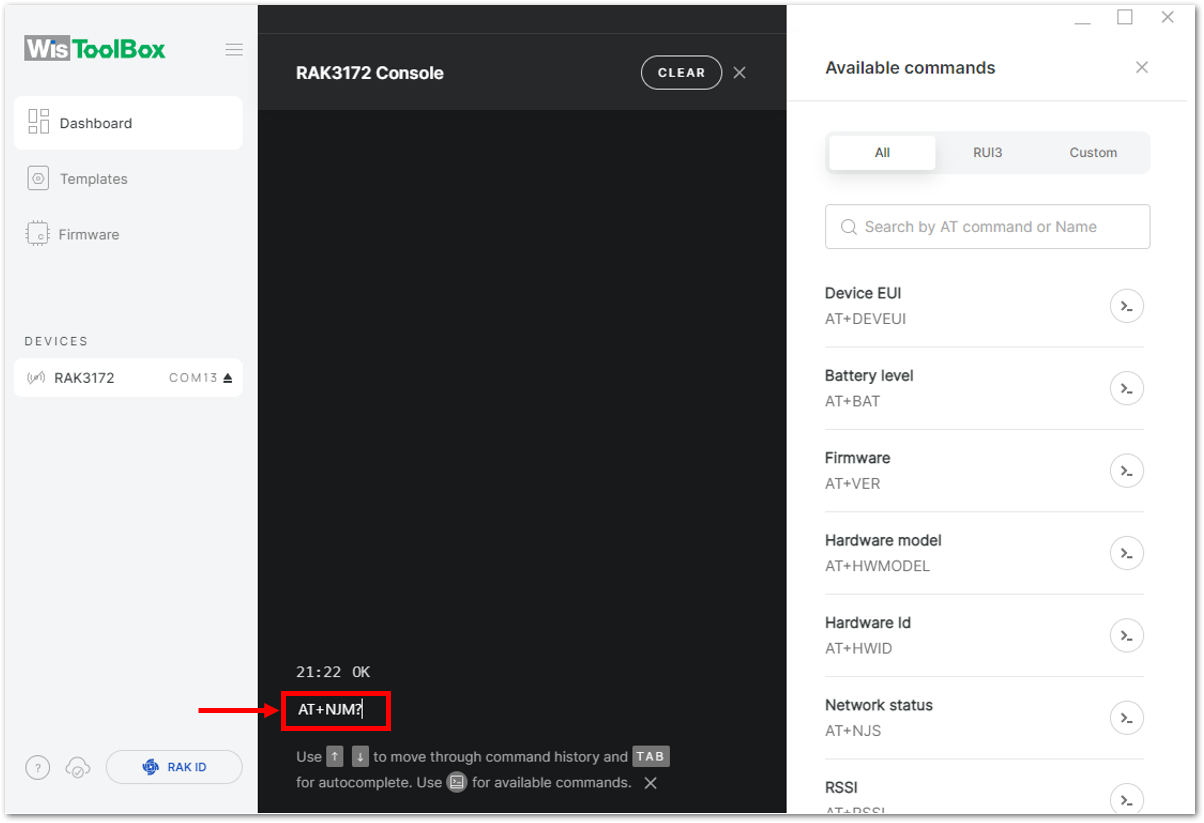 WisToolBox
Dashboard
Templates
Firmware
DEVICES
RAK3172 COM13
?
RAK ID
RAK3172 Console
CLEAR
21:22 OK
AT+NJM?
Use ↑ ↓ to move through command history and TAB
for autocomplete. Use for available commands.
Available commands
All RUI3 Custom
Search by AT command or Name
Device EUI
AT+DEVEUI
Battery level
AT+BAT
Firmware
AT+VER
Hardware model
AT+HWMODEL
Hardware Id
AT+HWID
Network status
AT+NJS
RSSI
AT+RSSI